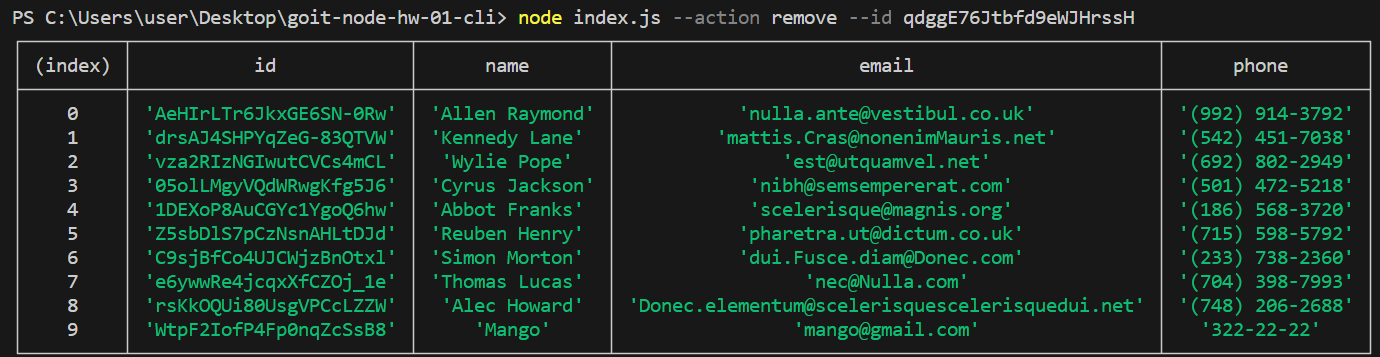 PS C:\Users\user\Desktop\goit-node-hw-01-cli> node index.js --action remove --id qdggE76Jtbfd9eWJHrssH
(index) id name email phone
0 'AeHIrLTr6JkxGE6SN-0Rw' 'Allen Raymond' 'nulla.ante@vestibul.co.uk' '(992) 914-3792'
1 'drsAJ4SHPYqZeG-83QTVW' 'Kennedy Lane' 'mattis.Cras@nonenimMauris.net' '(542) 451-7038'
2 'vza2RIzNGIwutCVCs4mCL' 'Wylie Pope' 'est@utquamvel.net' '(692) 802-2949'
3 '05olLMgyVQdWRwgKfg5J6' 'Cyrus Jackson' 'nibh@semsempererat.com' '(501) 472-5218'
4 '1DEXoP8AuCGYc1YgoQ6hw' 'Abbot Franks' 'scelerisque@magnis.org' '(186) 568-3720'
5 'Z5sbDlS7pCzNsnAHLtDJd' 'Reuben Henry' 'pharetra.ut@dictum.co.uk' '(715) 598-5792'
6 'C9sjBfCo4UJCWjzBnOtxl' 'Simon Morton' 'dui.Fusce.diam@Donec.com' '(233) 738-2360'
7 'e6ywwRe4jcqxXfCZOj_1e' 'Thomas Lucas' 'nec@Nulla.com' '(704) 398-7993'
8 'rsKkOQUi80UsgVPCcLZZW' 'Alec Howard' 'Donec.elementum@scelerisquescelerisquedui.net' '(748) 206-2688'
9 'WtpF2IofP4Fp0nqZcSsB8' 'Mango' 'mango@gmail.com' '322-22-22'